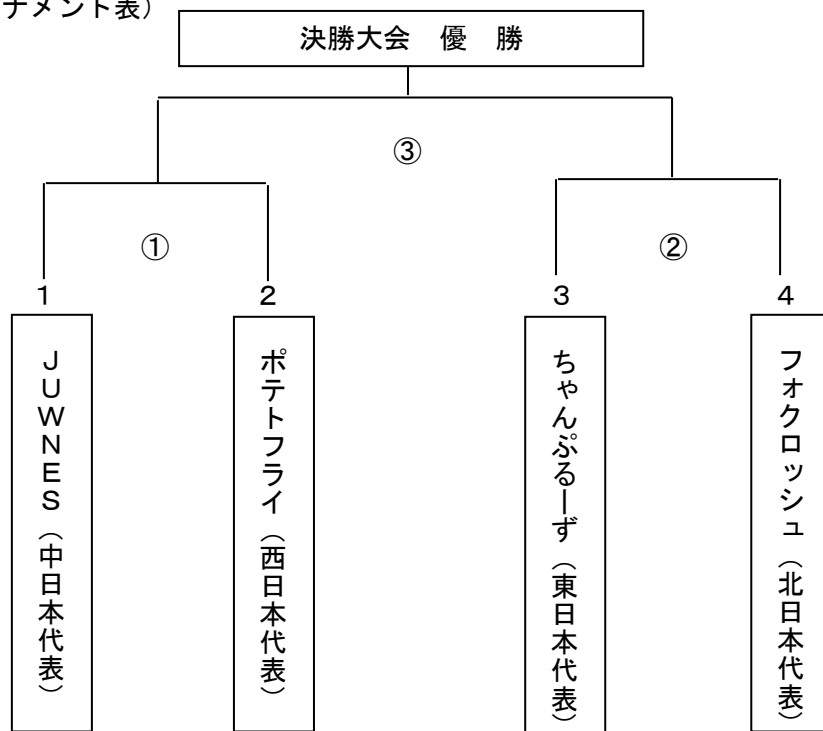 ナメント表）
決勝大会　優　勝
③
①
②
１
２
３
４
ＪＵＷＮＥＳ（中日本代表）
ポテトフライ（西日本代表）
ちゃんぷるーず（東日本代表）
フォクロッシュ（北日本代表）